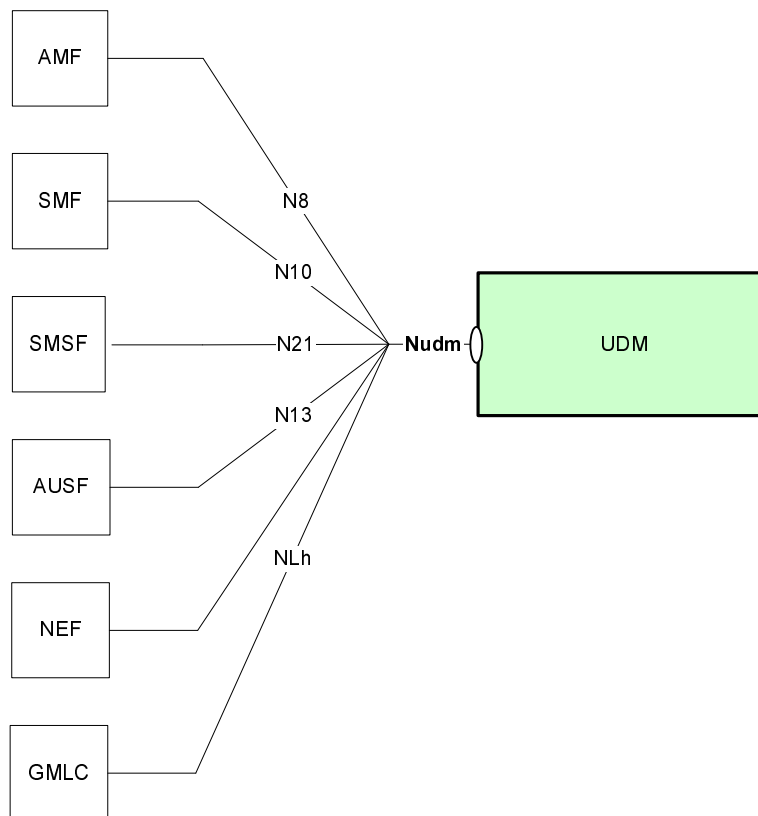 AMF
SMF
N8
N10
SMSF
N21
Nudm
UDM
N13
AUSF
NLh
NEF
GMLC